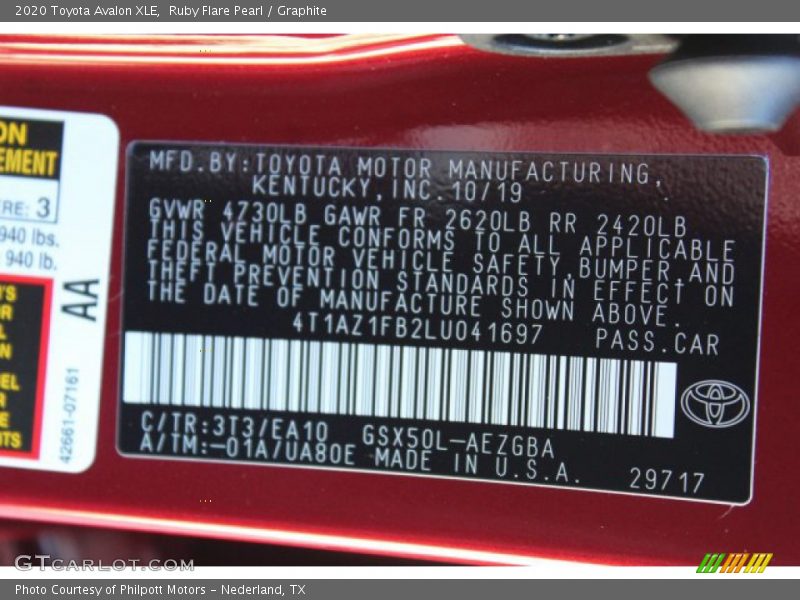 2020 Toyota Avalon XLE, Ruby Flare Pearl / Graphite
ON
EMENT
RE: 3
940 lbs.
940 lb.
AA
42661-07161
MFD.BY:TOYOTA MOTOR MANUFACTURING,
KENTUCKY,INC.10/19
GVWR 4730LB GAWR FR 2620LB RR 2420LB
THIS VEHICLE CONFORMS TO ALL APPLICABLE
FEDERAL MOTOR VEHICLE SAFETY,BUMPER,AND
THEFT PREVENTION STANDARDS IN EFFECT ON
THE DATE OF MANUFACTURE SHOWN ABOVE.
4T1AZ1FB2LU041697 PASS.CAR
C/TR:3T3/EA10 GSX50L-AEZGBA
A/TM:-01A/UA80E MADE IN U.S.A.
29717
GTCARLOT.COM
Photo Courtesy of Philpott Motors - Nederland, TX